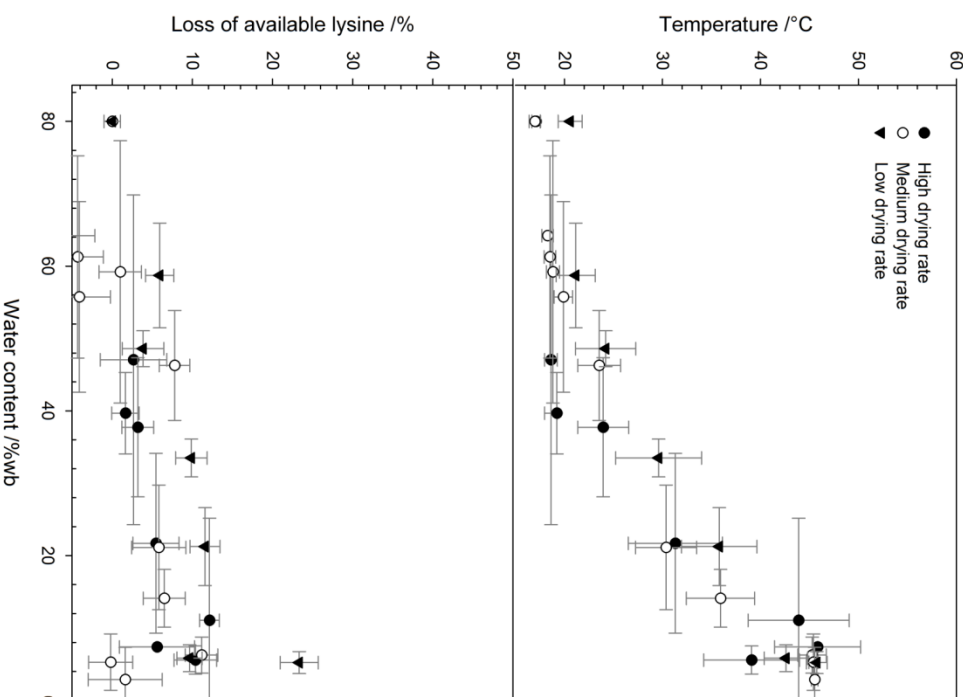 60
High drying rate
Medium drying rate
Low drying rate
50
40
30
20
Temperature /°C
50
40
30
20
10
0
Loss of available lysine /%
80 60 40 20
Water content /%wb